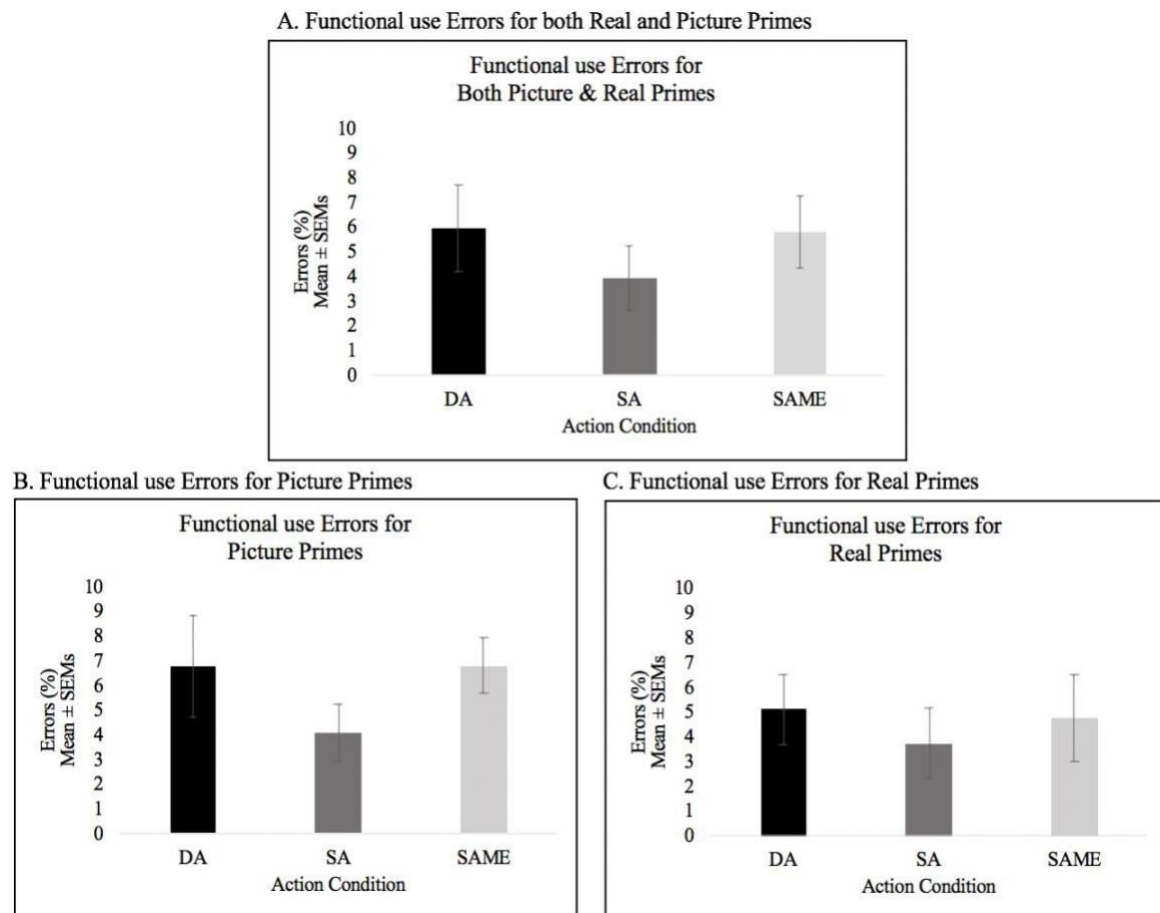 A. Functional use Errors for both Real and Picture Primes
Functional use Errors for
Both Picture & Real Primes
10
9
8
7
6
5
4
3
2
1
0
Errors (%)
Mean ± SEMs
DA SA SAME
Action Condition
B. Functional use Errors for Picture Primes
Functional use Errors for
Picture Primes
10
9
8
7
6
5
4
3
2
1
0
Errors (%)
Mean ± SEMs
DA SA SAME
Action Condition
C. Functional use Errors for Real Primes
Functional use Errors for
Real Primes
10
9
8
7
6
5
4
3
2
1
0
Errors (%)
Mean ± SEMs
DA SA SAME
Action Condition